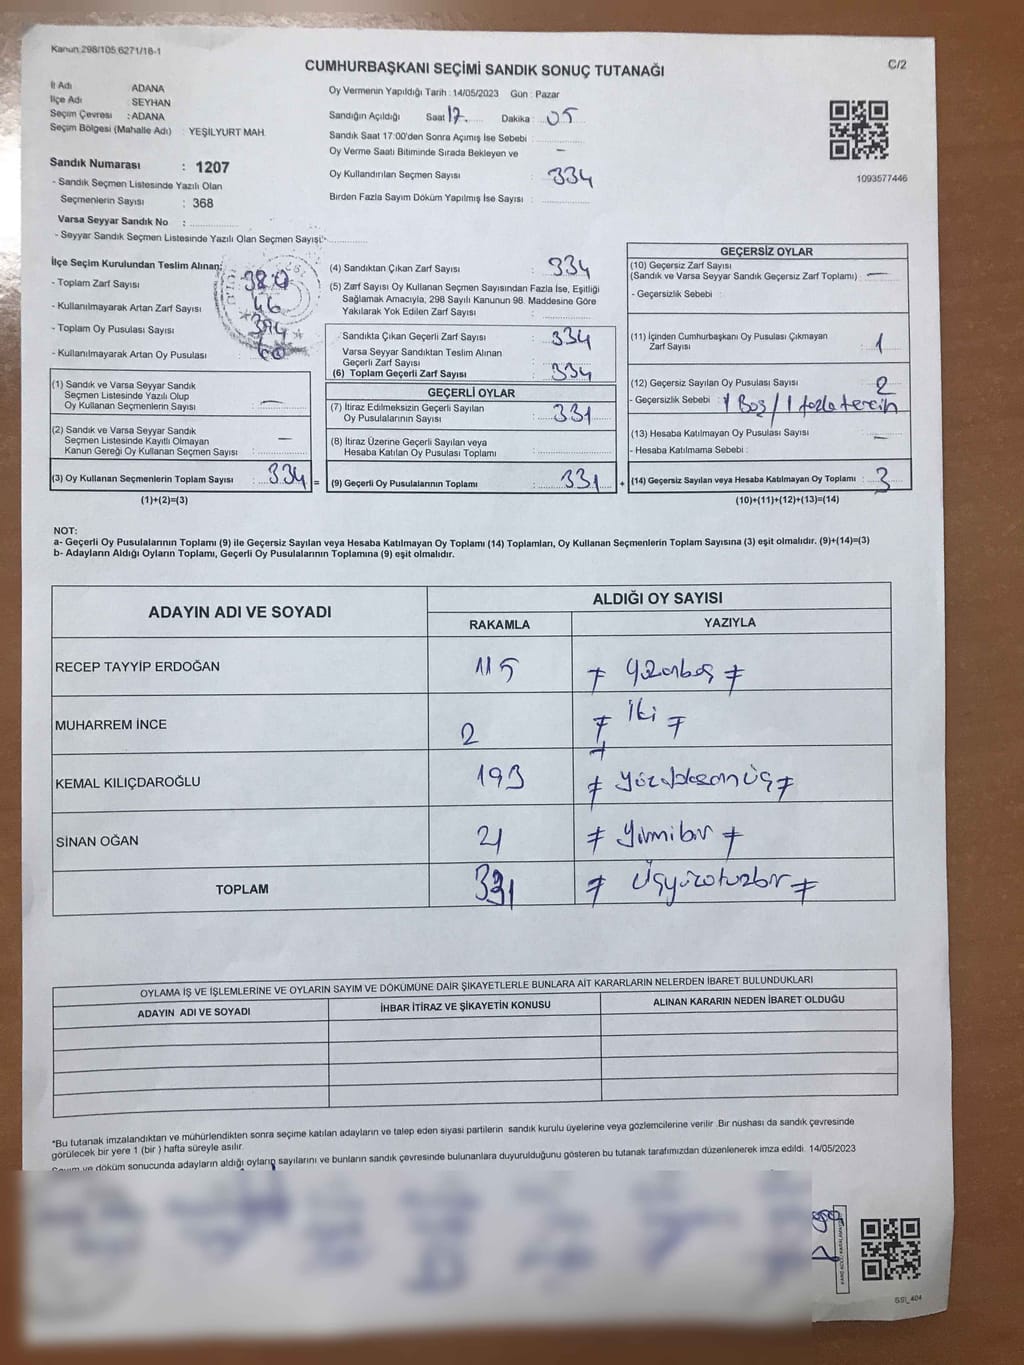 Kanun:298/105 6271/16-1
C/2
CUMHURBAŞKANI SEÇİMİ SANDIK SONUÇ TUTANAĞI
İl Adı ADANA
İlçe Adı SEYHAN
Seçim Çevresi : ADANA
Seçim Bölgesi (Mahalle Adı) : YEŞİLYURT MAH.
Sandık Numarası : 1207
- Sandık Seçmen Listesinde Yazılı Olan
Seçmenlerin Sayısı : 368
Varsa Seyyar Sandık No :
- Seyyar Sandık Seçmen Listesinde Yazılı Olan Seçmen Sayısı:
Oy Vermenin Yapıldığı Tarih : 14/05/2023 Gün : Pazar
Sandığın Açıldığı Saat 17 Dakika : 05
Sandık Saat 17:00'den Sonra Açımış İse Sebebi :
Oy Verme Saati Bitiminde Sırada Bekleyen ve —
Oy Kullandırılan Seçmen Sayısı : 334
Birden Fazla Sayım Döküm Yapılmış İse Sayısı :
1093577446
İlçe Seçim Kurulundan Teslim Alınan:
- Toplam Zarf Sayısı 380
- Kullanılmayarak Artan Zarf Sayısı 46
- Toplam Oy Pusulası Sayısı 394
- Kullanılmayarak Artan Oy Pusulası 60
(1) Sandık ve Varsa Seyyar Sandık
Seçmen Listesinde Yazılı Olup
Oy Kullanan Seçmenlerin Sayısı : —
(2) Sandık ve Varsa Seyyar Sandık
Seçmen Listesinde Kayıtlı Olmayan
Kanun Gereği Oy Kullanan Seçmen Sayısı : —
(3) Oy Kullanan Seçmenlerin Toplam Sayısı : 334 =
(1)+(2)=(3)
(4) Sandıktan Çıkan Zarf Sayısı : 334
(5) Zarf Sayısı Oy Kullanan Seçmen Sayısından Fazla İse, Eşitliği
Sağlamak Amacıyla, 298 Sayılı Kanunun 98. Maddesine Göre
Yakılarak Yok Edilen Zarf Sayısı :
Sandıkta Çıkan Geçerli Zarf Sayısı : 334
Varsa Seyyar Sandıktan Teslim Alınan
Geçerli Zarf Sayısı
(6) Toplam Geçerli Zarf Sayısı : 334
GEÇERLİ OYLAR
(7) İtiraz Edilmeksizin Geçerli Sayılan
Oy Pusulalarının Sayısı : 331
(8) İtiraz Üzerine Geçerli Sayılan veya
Hesaba Katılan Oy Pusulası Toplamı :
(9) Geçerli Oy Pusulalarının Toplamı : 331 +
GEÇERSİZ OYLAR
(10) Geçersiz Zarf Sayısı
(Sandık ve Varsa Seyyar Sandık Geçersiz Zarf Toplamı) : —
- Geçersizlik Sebebi :
(11) İçinden Cumhurbaşkanı Oy Pusulası Çıkmayan
Zarf Sayısı : 1
(12) Geçersiz Sayılan Oy Pusulası Sayısı : 2
- Geçersizlik Sebebi : 1 Boş / 1 fazla tercih
(13) Hesaba Katılmayan Oy Pusulası Sayısı : —
- Hesaba Katılmama Sebebi :
(14) Geçersiz Sayılan veya Hesaba Katılmayan Oy Toplamı : 3
(10)+(11)+(12)+(13)=(14)
NOT:
a- Geçerli Oy Pusulalarının Toplamı (9) ile Geçersiz Sayılan veya Hesaba Katılmayan Oy Toplamı (14) Toplamları, Oy Kullanan Seçmenlerin Toplam Sayısına (3) eşit olmalıdır. (9)+(14)=(3)
b- Adayların Aldığı Oyların Toplamı, Geçerli Oy Pusulalarının Toplamına (9) eşit olmalıdır.
ADAYIN ADI VE SOYADI
ALDIĞI OY SAYISI
RAKAMLA YAZIYLA
RECEP TAYYİP ERDOĞAN 115 Yüzonbeş
MUHARREM İNCE 2 İki
KEMAL KILIÇDAROĞLU 193 Yüzdoksanüç
SİNAN OĞAN 21 Yirmibir
TOPLAM 331 Üçyüzotuzbir
OYLAMA İŞ VE İŞLEMLERİNE VE OYLARIN SAYIM VE DÖKÜMÜNE DAİR ŞİKAYETLERLE BUNLARA AİT KARARLARIN NELERDEN İBARET BULUNDUKLARI
ADAYIN ADI VE SOYADI İHBAR İTİRAZ VE ŞİKAYETİN KONUSU ALINAN KARARIN NEDEN İBARET OLDUĞU
*Bu tutanak imzalandıktan ve mühürlendikten sonra seçime katılan adayların ve talep eden siyasi partilerin sandık kurulu üyelerine veya gözlemcilerine verilir .Bir nüshası da sandık çevresinde
görülecek bir yere 1 (bir ) hafta süreyle asılır.
Sayım ve döküm sonucunda adayların aldığı oyların sayılarını ve bunların sandık çevresinde bulunanlara duyurulduğunu gösteren bu tutanak tarafımızdan düzenlenerek imza edildi. 14/05/2023